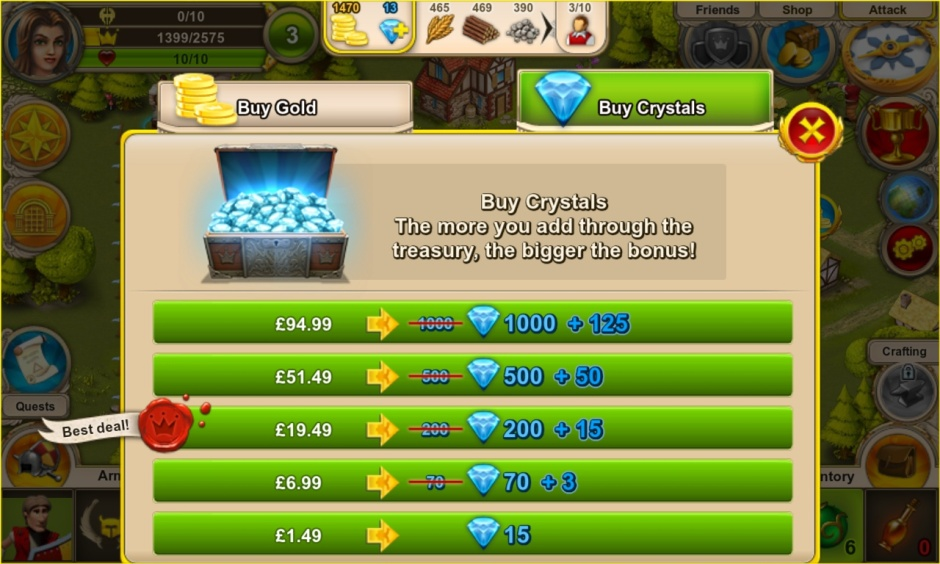 0/10
1399/2575
10/10
3
1470
13
465
469
390
3/10
Friends
Shop
Attack
Buy Gold
Buy Crystals
Buy Crystals
The more you add through the
treasury, the bigger the bonus!
£94.99 1000 1000 + 125
£51.49 500 500 + 50
Crafting
Quests
Best deal!
£19.49 200 200 + 15
£6.99 70 70 + 3
£1.49 15
6
0